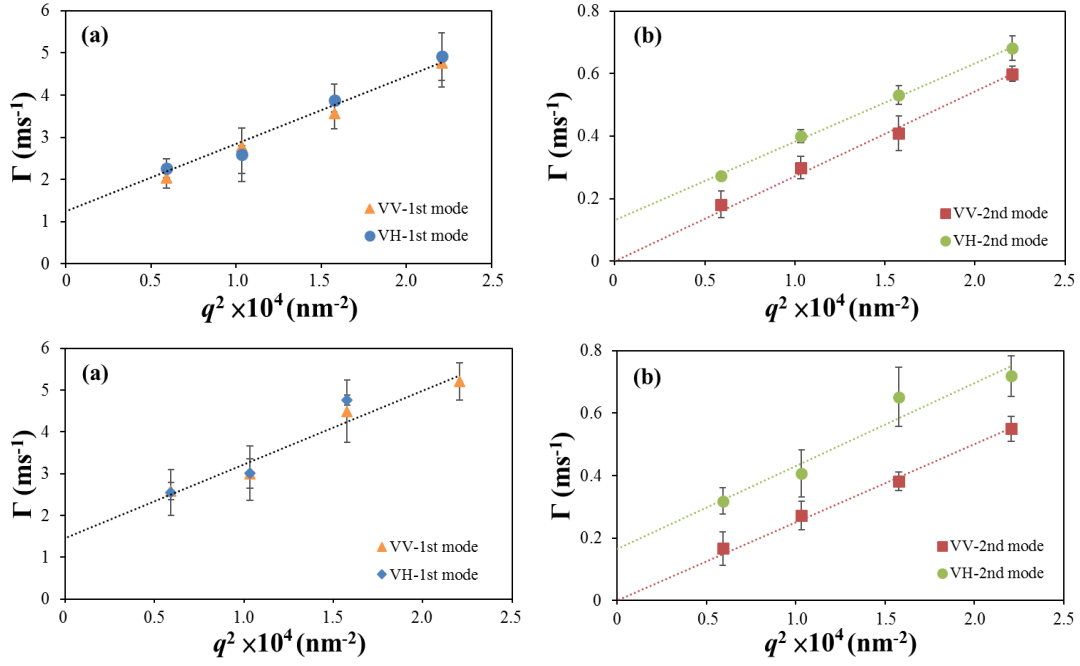 (a)
6
5
4
3
2
1
0
Γ (ms-1)
VV-1st mode
VH-1st mode
0 0.5 1.0 1.5 2.0 2.5
q2 ×104 (nm-2)
(b)
0.8
0.6
0.4
0.2
0
Γ (ms-1)
VV-2nd mode
VH-2nd mode
0 0.5 1.0 1.5 2.0 2.5
q2 ×104 (nm-2)
(a)
6
5
4
3
2
1
0
Γ (ms-1)
VV-1st mode
VH-1st mode
0 0.5 1.0 1.5 2.0 2.5
q2 ×104 (nm-2)
(b)
0.8
0.6
0.4
0.2
0
Γ (ms-1)
VV-2nd mode
VH-2nd mode
0 0.5 1.0 1.5 2.0 2.5
q2 ×104 (nm-2)